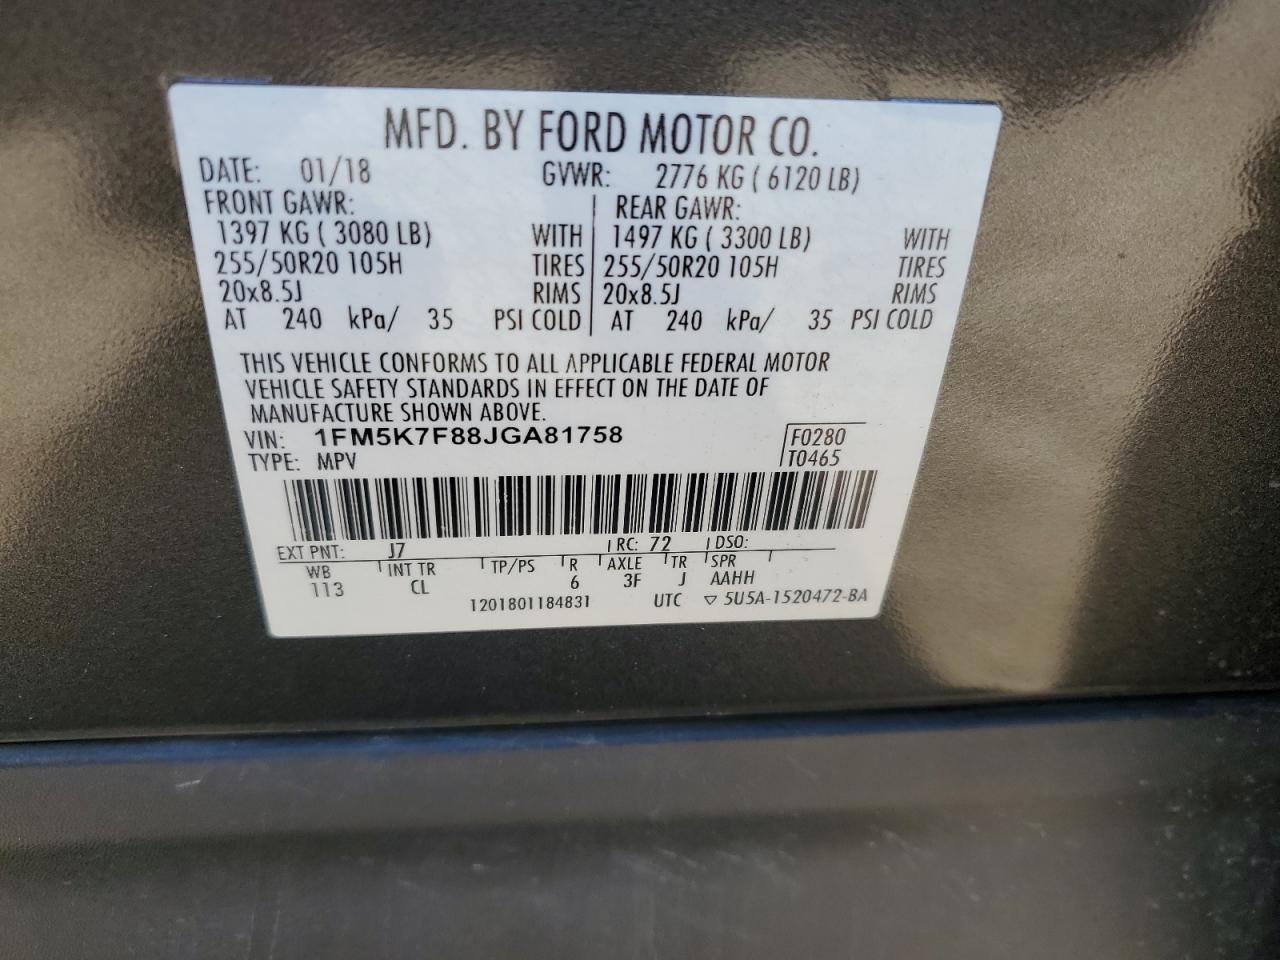 MFD. BY FORD MOTOR CO.
DATE: 01/18 GVWR: 2776 KG ( 6120 LB)
FRONT GAWR: REAR GAWR:
1397 KG ( 3080 LB) WITH 1497 KG ( 3300 LB) WITH
255/50R20 105H TIRES 255/50R20 105H TIRES
20x8.5J RIMS 20x8.5J RIMS
AT 240 kPa/ 35 PSI COLD AT 240 kPa/ 35 PSI COLD
THIS VEHICLE CONFORMS TO ALL APPLICABLE FEDERAL MOTOR
VEHICLE SAFETY STANDARDS IN EFFECT ON THE DATE OF
MANUFACTURE SHOWN ABOVE.
VIN: 1FM5K7F88JGA81758 F0280
TYPE: MPV T0465
EXT PNT: J7 RC: 72 DSO:
WB INT TR TP/PS R AXLE TR SPR
113 CL 6 3F J AAHH
1201801184831 UTC ▽ 5U5A-1520472-BA